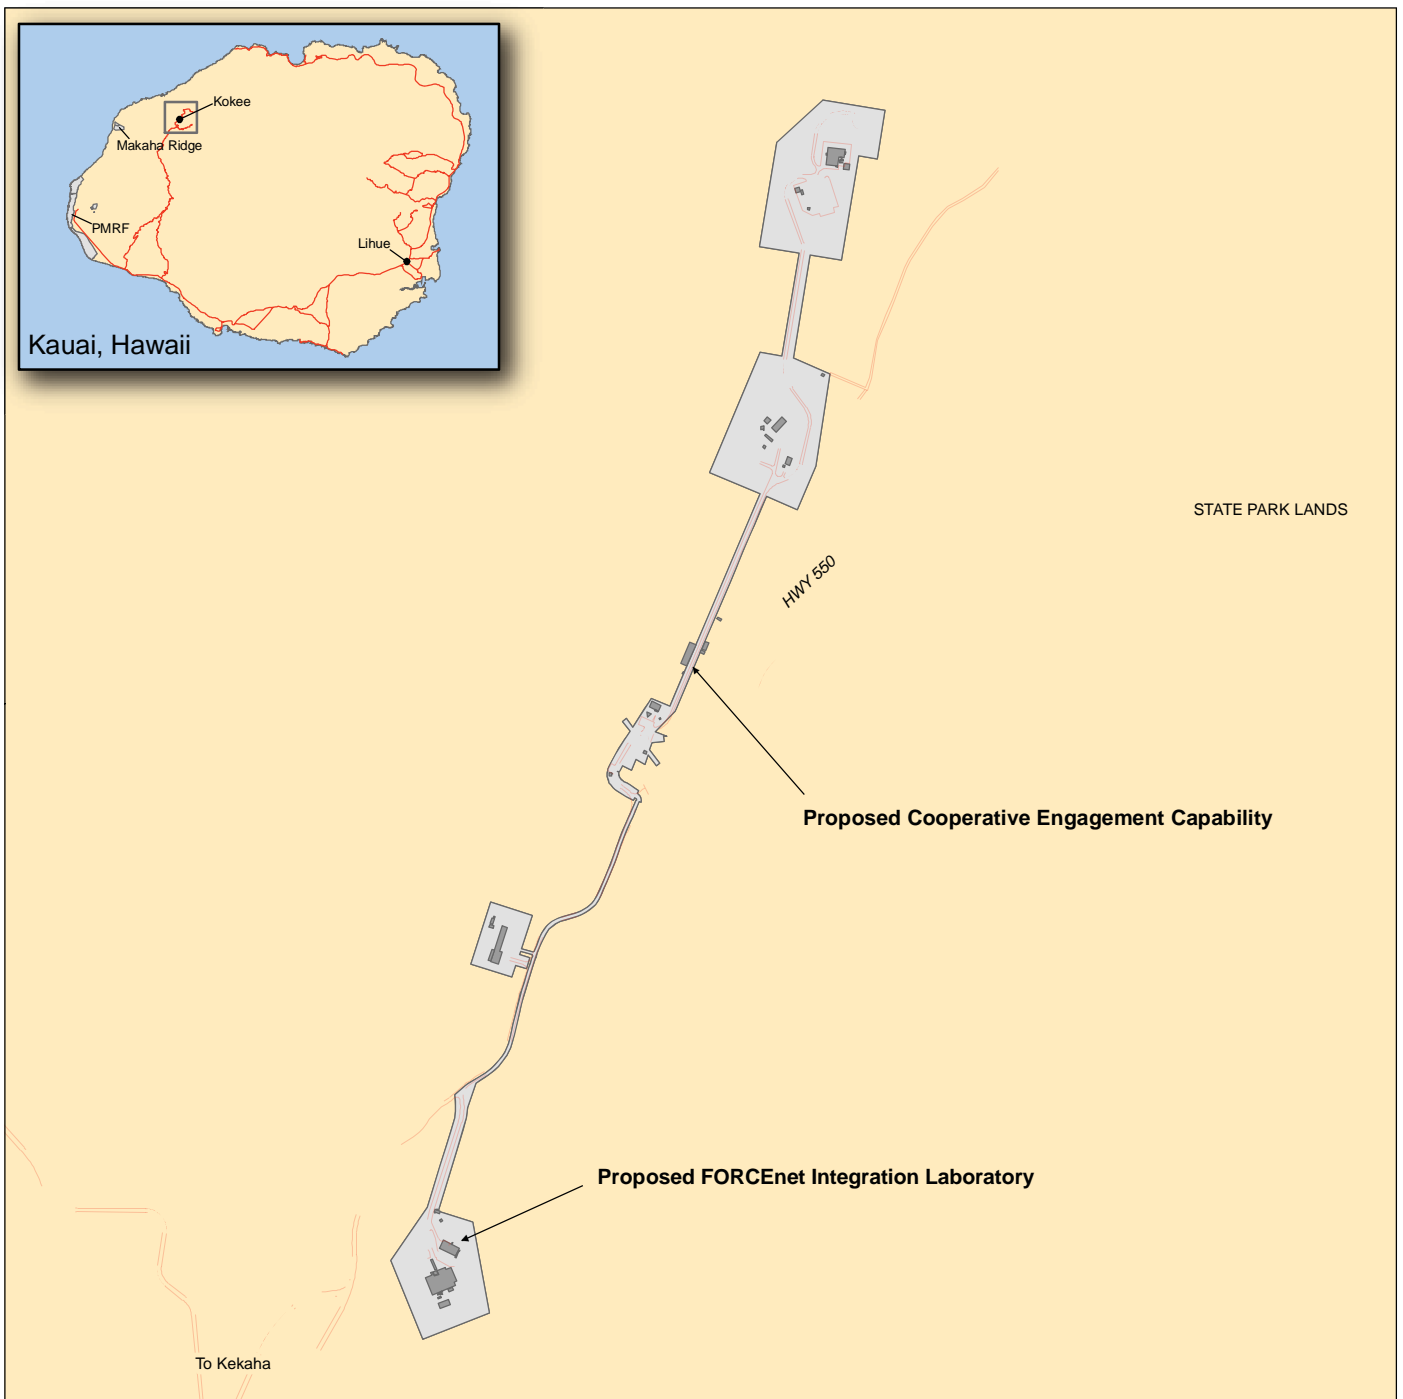 Kokee
Makaha Ridge
PMRF
Lihue
Kauai, Hawaii
STATE PARK LANDS
HWY 550
Proposed Cooperative Engagement Capability
Proposed FORCEnet Integration Laboratory
To Kekaha